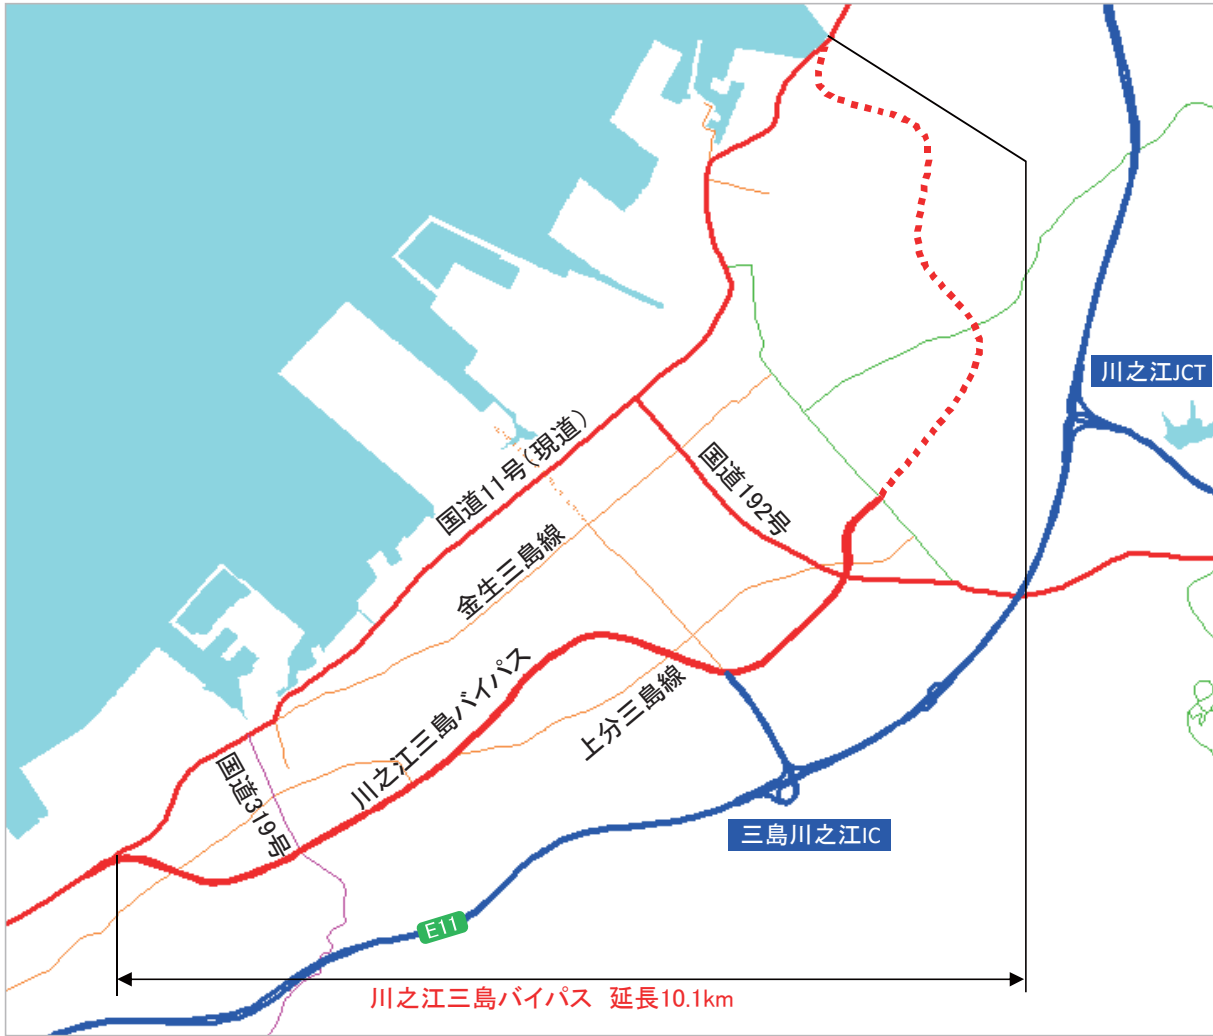 川之江JCT
国道11号(現道)
国道192号
金生三島線
川之江三島バイパス
上分三島線
国道319号
三島川之江IC
E11
川之江三島バイパス 延長10.1km